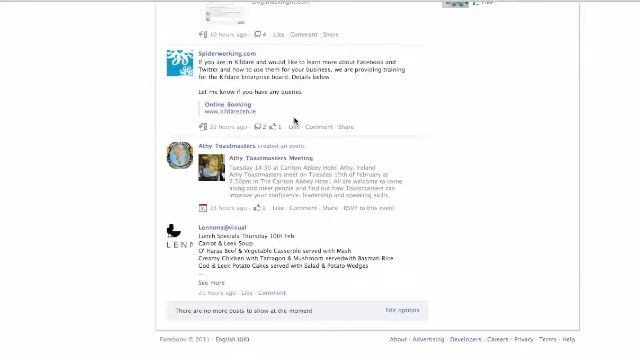 10 hours ago · 4 · Like · Comment · Share
Spiderworking.com
If you are in Kildare and would like to learn more about Facebook and
Twitter and how to use them for your business, we are providing training
for the Kildare Enterprise board. Details below
Let me know if you have any queries.
Online Booking
www.kildareceb.ie
22 hours ago · 2 1 · Like · Comment · Share
Athy Toastmasters created an event.
Athy Toastmasters Meeting
Tuesday 14:30 at Carlton Abbey Hotel, Athy, Ireland
Athy Toastmasters meet on Tuesday 15th of February at
7.50pm in The Carlton Abbey Hotel. All are welcome to come
along and meet people and find out how Toastmasters can
improve your confidence, leadership and speaking skills.
23 hours ago · 1 · Like · Comment · Share · RSVP to this event
Lennons@visual
LENN
Lunch Specials Thursday 10th Feb
Carrot & Leek Soup
O' Haras Beef & Vegetable Casserole served with Mash
Creamy Chicken with Tarragon & Mushroom servedwith Basmati Rice
Cod & Leek Potato Cakes served with Salad & Potato Wedges
...
See more
21 hours ago · Like · Comment
There are no more posts to show at the moment
Edit options
Facebook © 2011 · English (UK)
About · Advertising · Developers · Careers · Privacy · Terms · Help